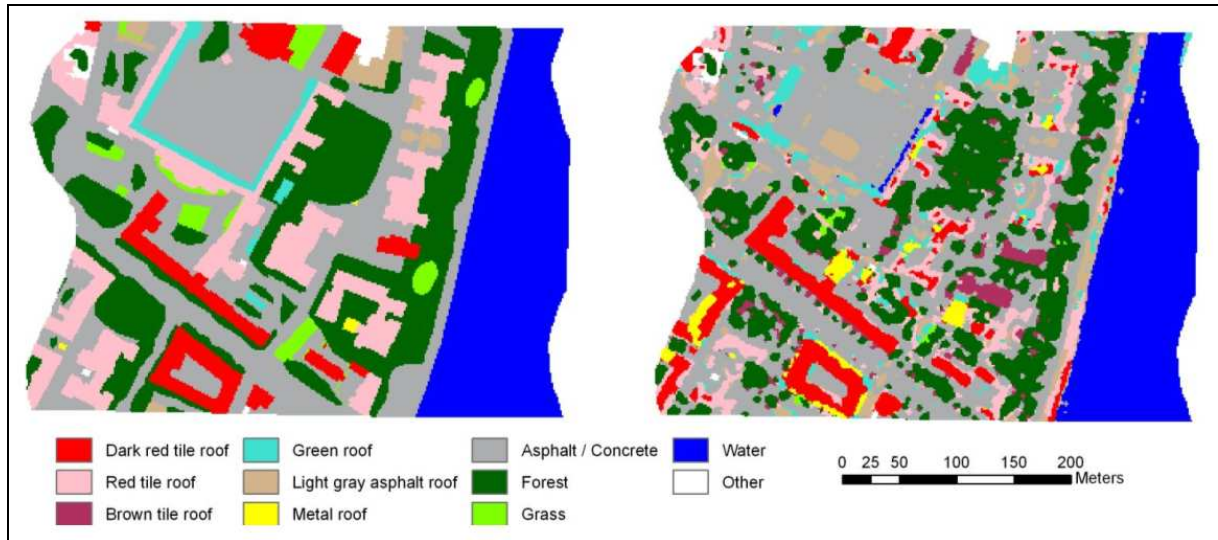 Dark red tile roof Green roof Asphalt / Concrete Water
Red tile roof Light gray asphalt roof Forest Other
Brown tile roof Metal roof Grass
0 25 50 100 150 200
Meters